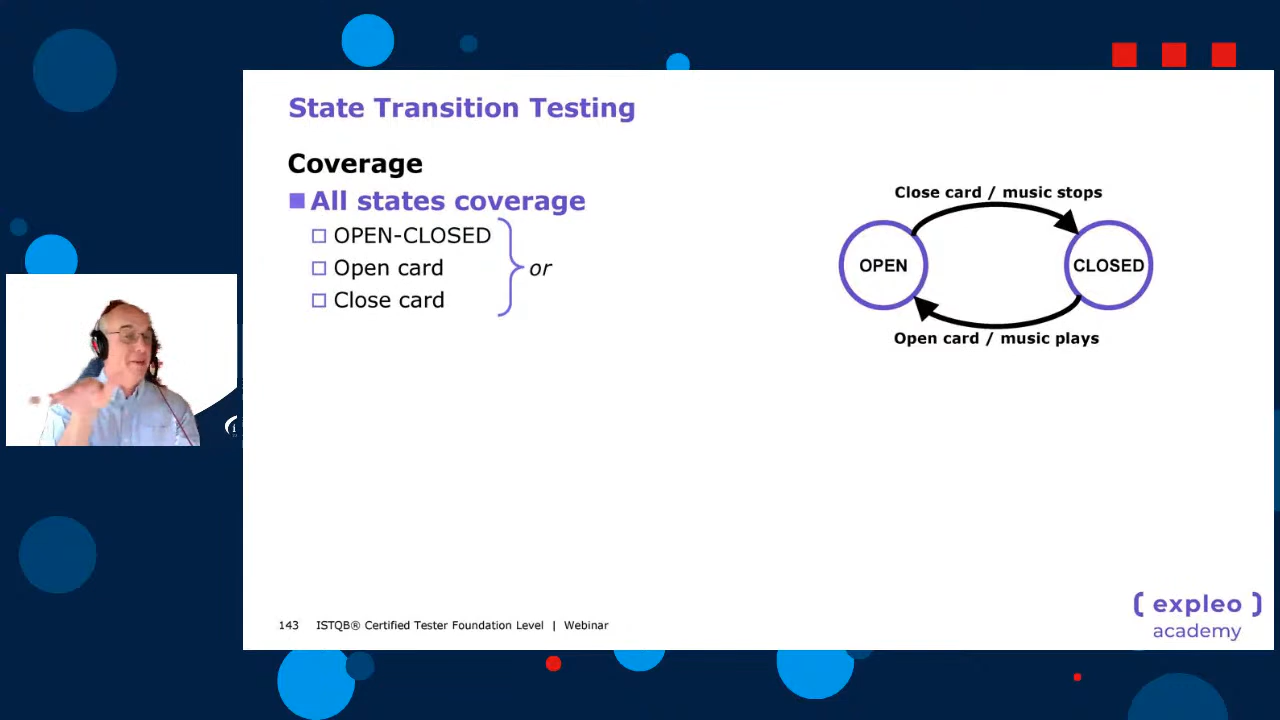 State Transition Testing
Coverage
All states coverage
OPEN-CLOSED
Open card
Close card
or
Close card / music stops
OPEN
CLOSED
Open card / music plays
143 ISTQB® Certified Tester Foundation Level | Webinar
{ expleo }
academy